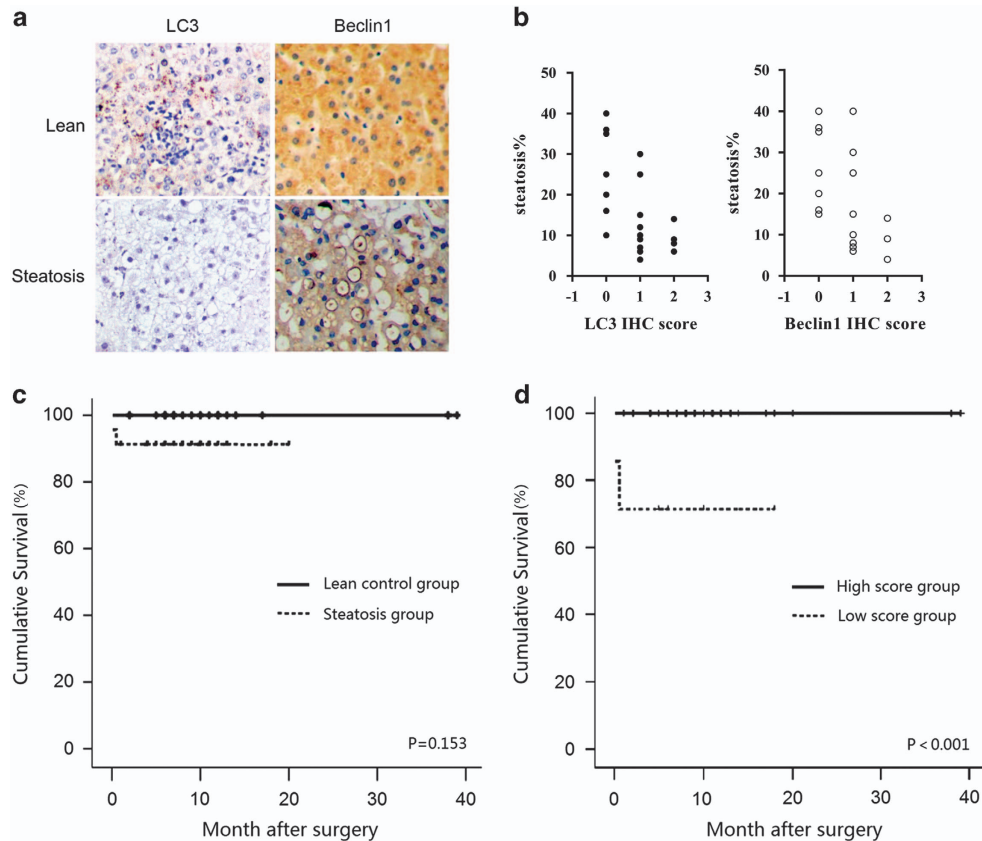 a
LC3 Beclin1
Lean
Steatosis
b
50
40
30
20
10
0
steatosis%
-1 0 1 2 3
LC3 IHC score
50
40
30
20
10
0
steatosis%
-1 0 1 2 3
Beclin1 IHC score
c
100
80
60
40
20
0
Cumulative Survival (%)
Lean control group
Steatosis group
P=0.153
0 10 20 30 40
Month after surgery
d
100
80
60
40
20
0
Cumulative Survival (%)
High score group
Low score group
P < 0.001
0 10 20 30 40
Month after surgery